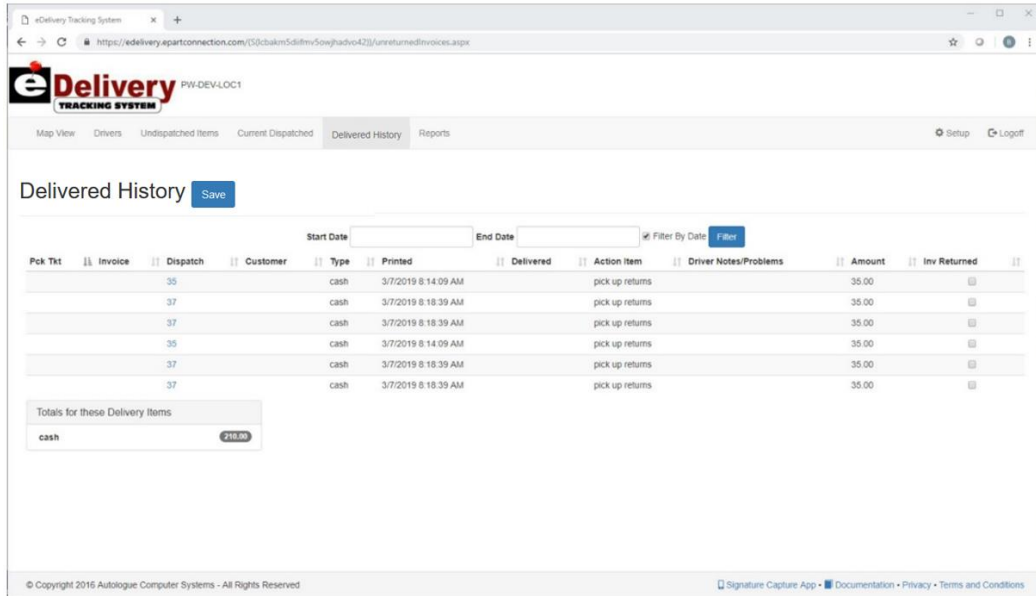 eDelivery Tracking System
https://edelivery.epartconnection.com/(S(lcbakm5diifmv5owjhadvo42))/unreturnedInvoices.aspx
eDelivery PW-DEV-LOC1
TRACKING SYSTEM
Map View Drivers Undispatched Items Current Dispatched Delivered History Reports Setup Logoff
Delivered History Save
Start Date End Date Filter By Date Filter
Pck Tkt Invoice Dispatch Customer Type Printed Delivered Action Item Driver Notes/Problems Amount Inv Returned
35 cash 3/7/2019 8:14:09 AM pick up returns 35.00
37 cash 3/7/2019 8:18:39 AM pick up returns 35.00
37 cash 3/7/2019 8:18:39 AM pick up returns 35.00
35 cash 3/7/2019 8:14:09 AM pick up returns 35.00
37 cash 3/7/2019 8:18:39 AM pick up returns 35.00
37 cash 3/7/2019 8:18:39 AM pick up returns 35.00
Totals for these Delivery Items
cash 210.00
© Copyright 2016 Autologue Computer Systems - All Rights Reserved Signature Capture App • Documentation • Privacy • Terms and Conditions